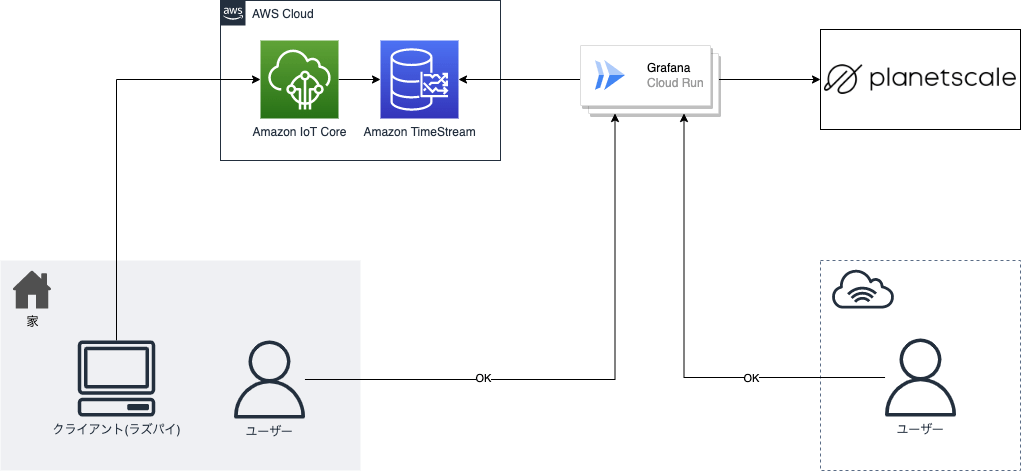 aws
AWS Cloud
Amazon IoT Core
Amazon TimeStream
Grafana
Cloud Run
planetscale
家
クライアント(ラズパイ)
ユーザー
OK
OK
ユーザー